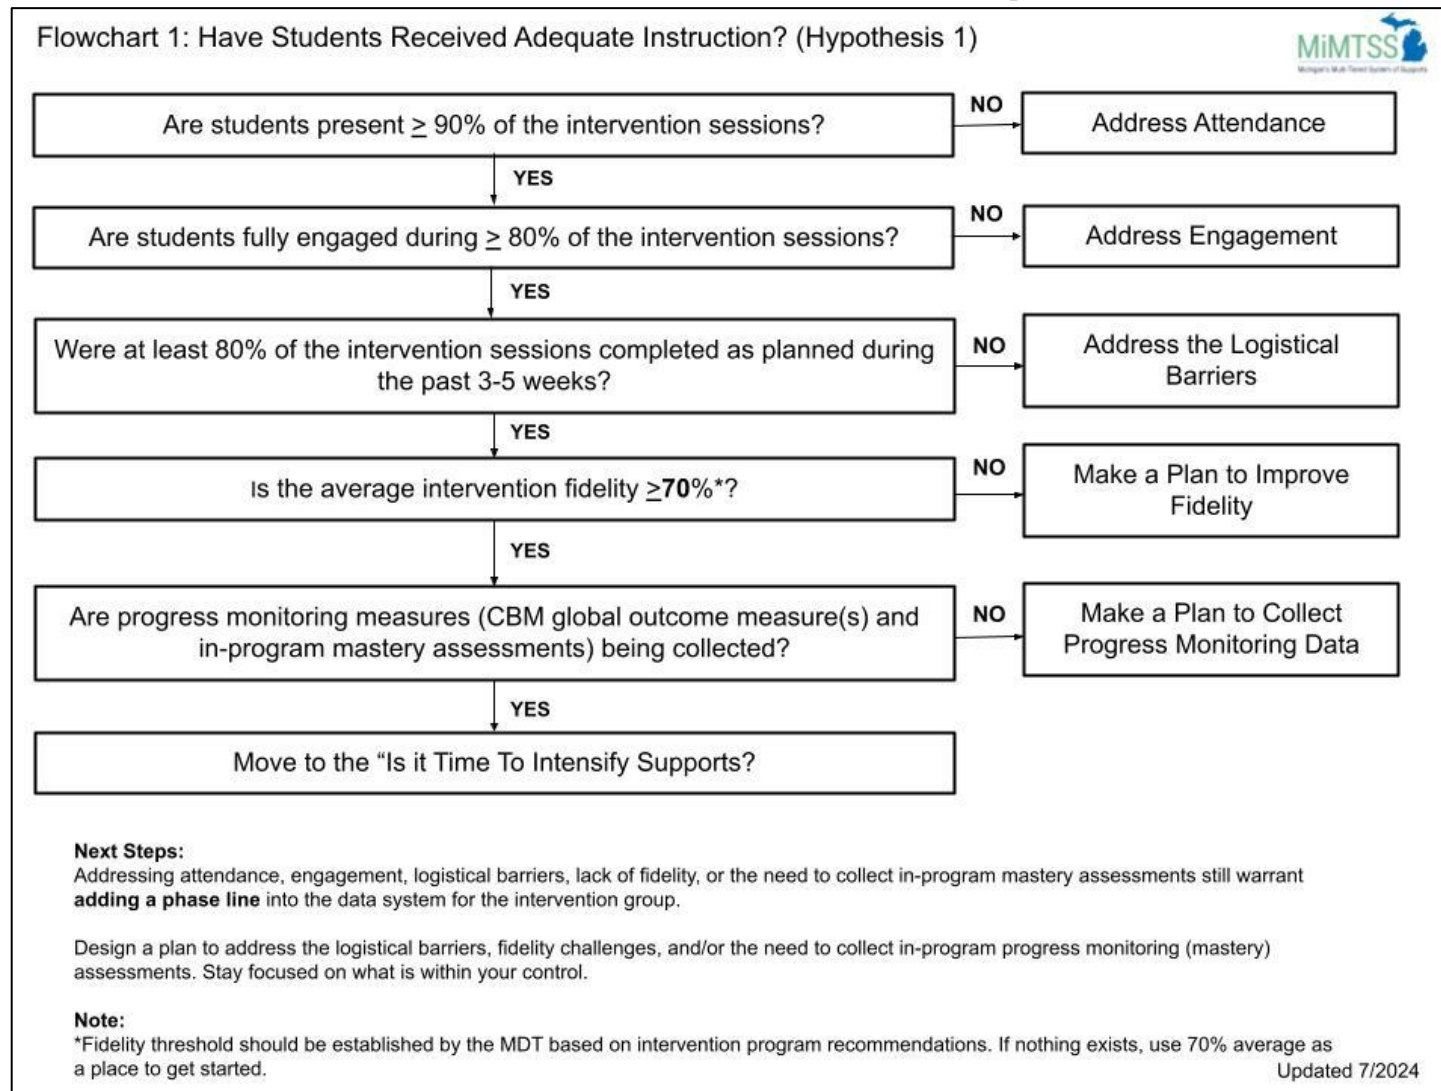 Flowchart 1: Have Students Received Adequate Instruction? (Hypothesis 1)
MiMTSS
Michigan's Multi-Tiered System of Supports
Are students present ≥ 90% of the intervention sessions?
NO
Address Attendance
YES
Are students fully engaged during ≥ 80% of the intervention sessions?
NO
Address Engagement
YES
Were at least 80% of the intervention sessions completed as planned during
the past 3-5 weeks?
NO
Address the Logistical
Barriers
YES
Is the average intervention fidelity ≥70%*?
NO
Make a Plan to Improve
Fidelity
YES
Are progress monitoring measures (CBM global outcome measure(s) and
in-program mastery assessments) being collected?
NO
Make a Plan to Collect
Progress Monitoring Data
YES
Move to the “Is it Time To Intensify Supports?
Next Steps:
Addressing attendance, engagement, logistical barriers, lack of fidelity, or the need to collect in-program mastery assessments still warrant
adding a phase line into the data system for the intervention group.
Design a plan to address the logistical barriers, fidelity challenges, and/or the need to collect in-program progress monitoring (mastery)
assessments. Stay focused on what is within your control.
Note:
*Fidelity threshold should be established by the MDT based on intervention program recommendations. If nothing exists, use 70% average as
a place to get started.
Updated 7/2024